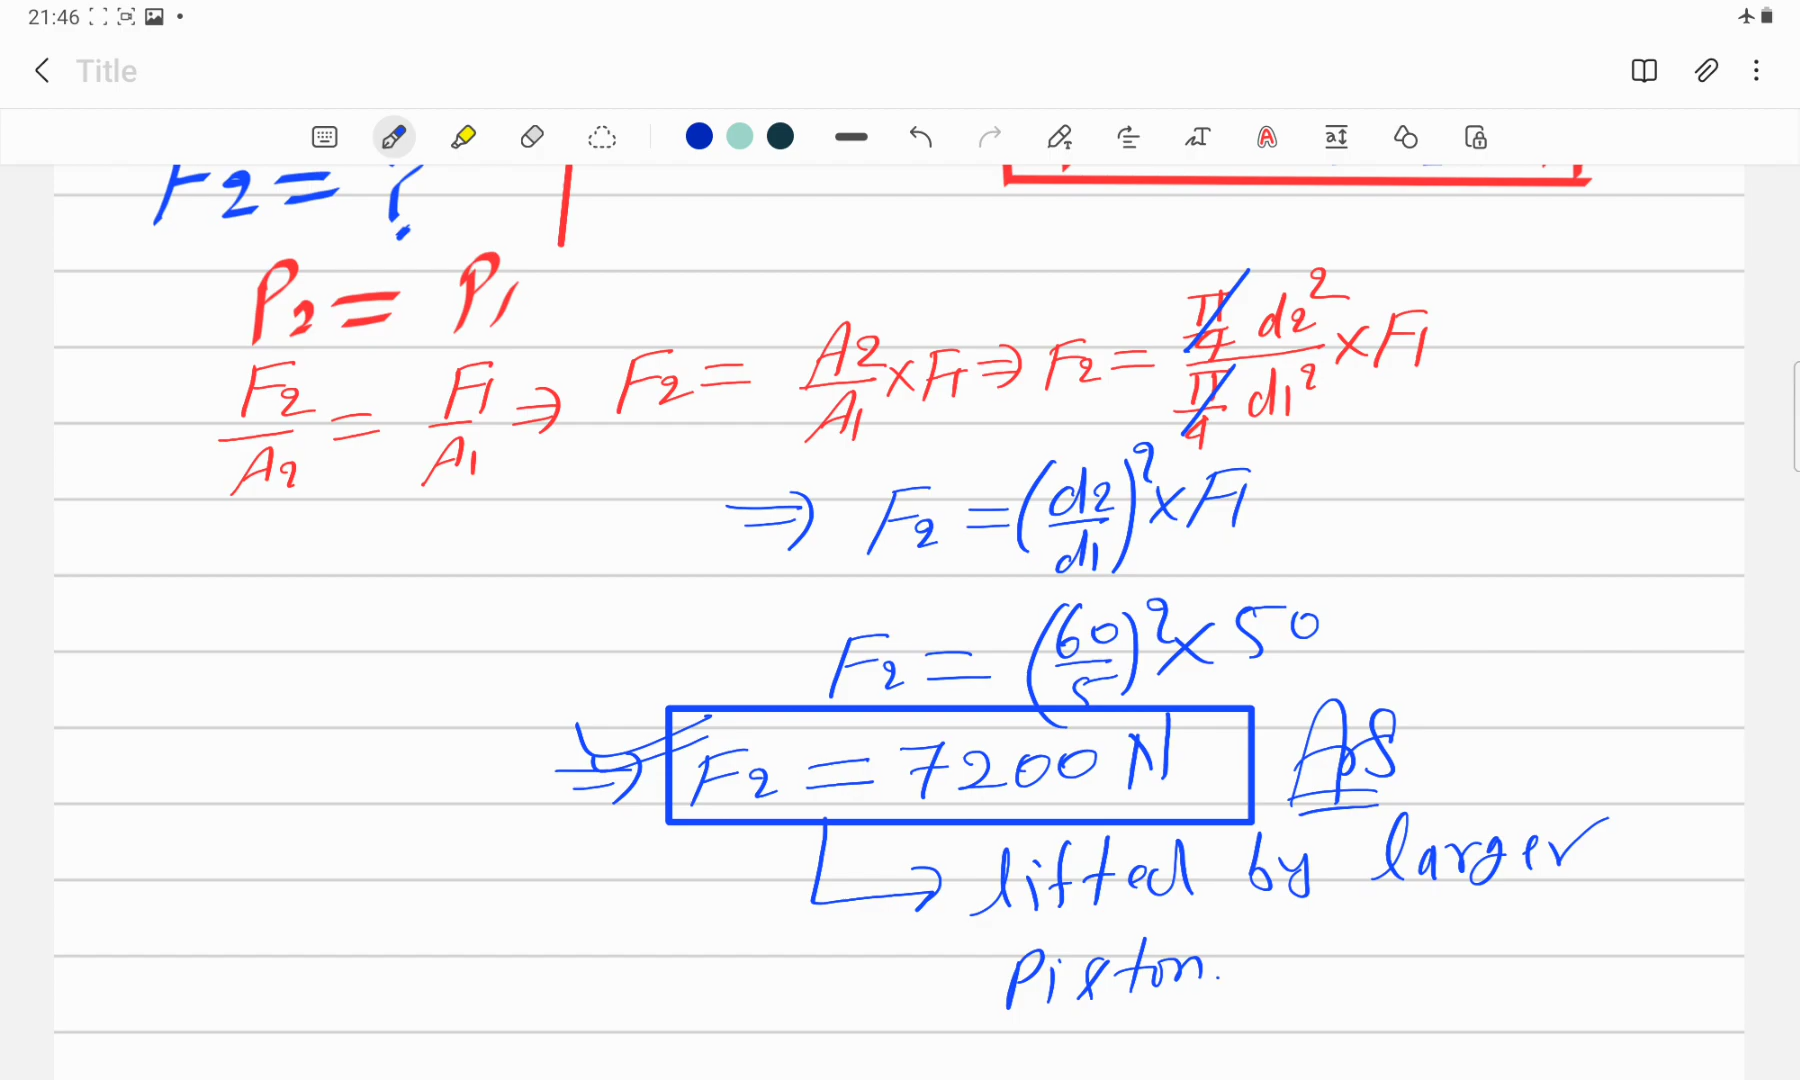 21:46
Title
F2 = ?
P2 = P1
F2/A2 = F1/A1 ⇒ F2 = A2/A1 × F1 ⇒ F2 = (π/4 d2²)/(π/4 d1²) × F1
⇒ F2 = (d2/d1)² × F1
F2 = (60/5)² × 50
⇒ F2 = 7200 N
lifted by larger
piston.